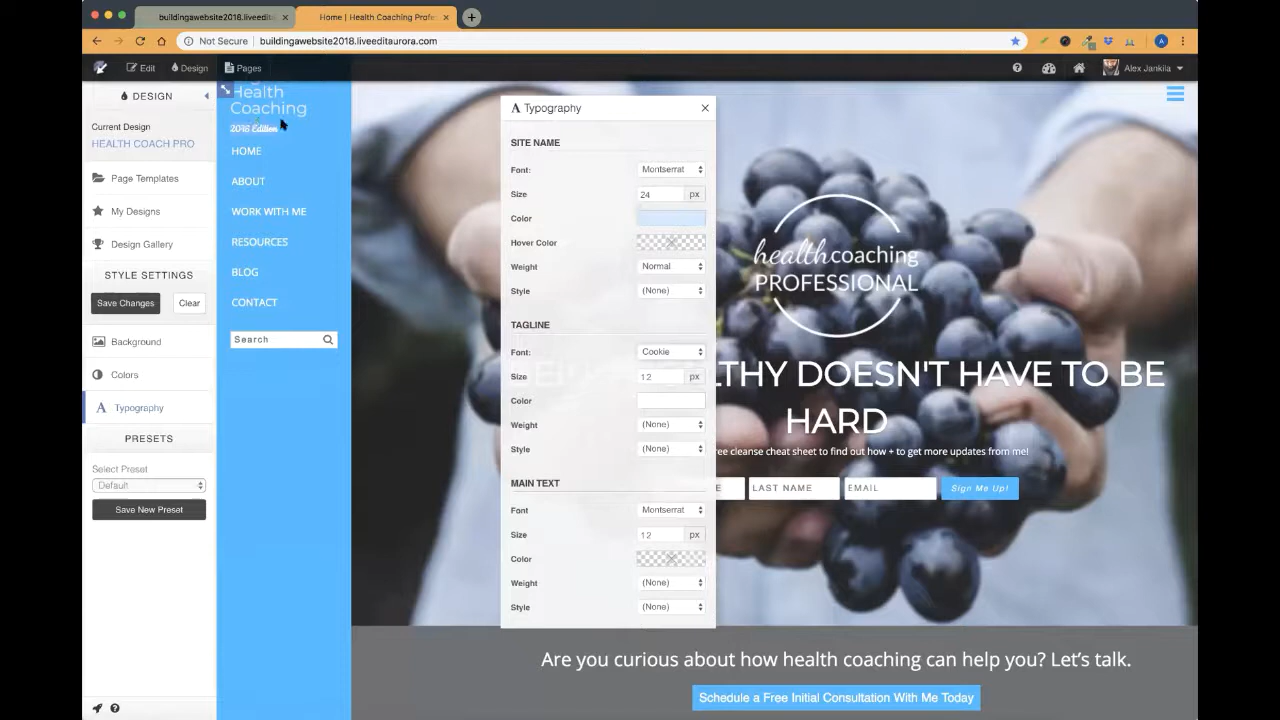 buildingawebsite2018.liveedita
Home | Health Coaching Profe
Not Secure
buildingawebsite2018.liveeditaurora.com
Edit
Design
Pages
Alex Jankila
DESIGN
Current Design
HEALTH COACH PRO
Page Templates
My Designs
Design Gallery
STYLE SETTINGS
Save Changes
Clear
Background
Colors
Typography
PRESETS
Select Preset
Default
Save New Preset
Health
Coaching
2018 Edition
HOME
ABOUT
WORK WITH ME
RESOURCES
BLOG
CONTACT
Search
Typography
SITE NAME
Font: Montserrat
Size 24 px
Color
Hover Color
Weight Normal
Style (None)
TAGLINE
Font: Cookie
Size 12 px
Color
Weight (None)
Style (None)
MAIN TEXT
Font Montserrat
Size 12 px
Color
Weight (None)
Style (None)
healthcoaching
PROFESSIONAL
LTHY DOESN'T HAVE TO BE
HARD
ree cleanse cheat sheet to find out how + to get more updates from me!
E
LAST NAME
EMAIL
Sign Me Up!
Are you curious about how health coaching can help you? Let's talk.
Schedule a Free Initial Consultation With Me Today